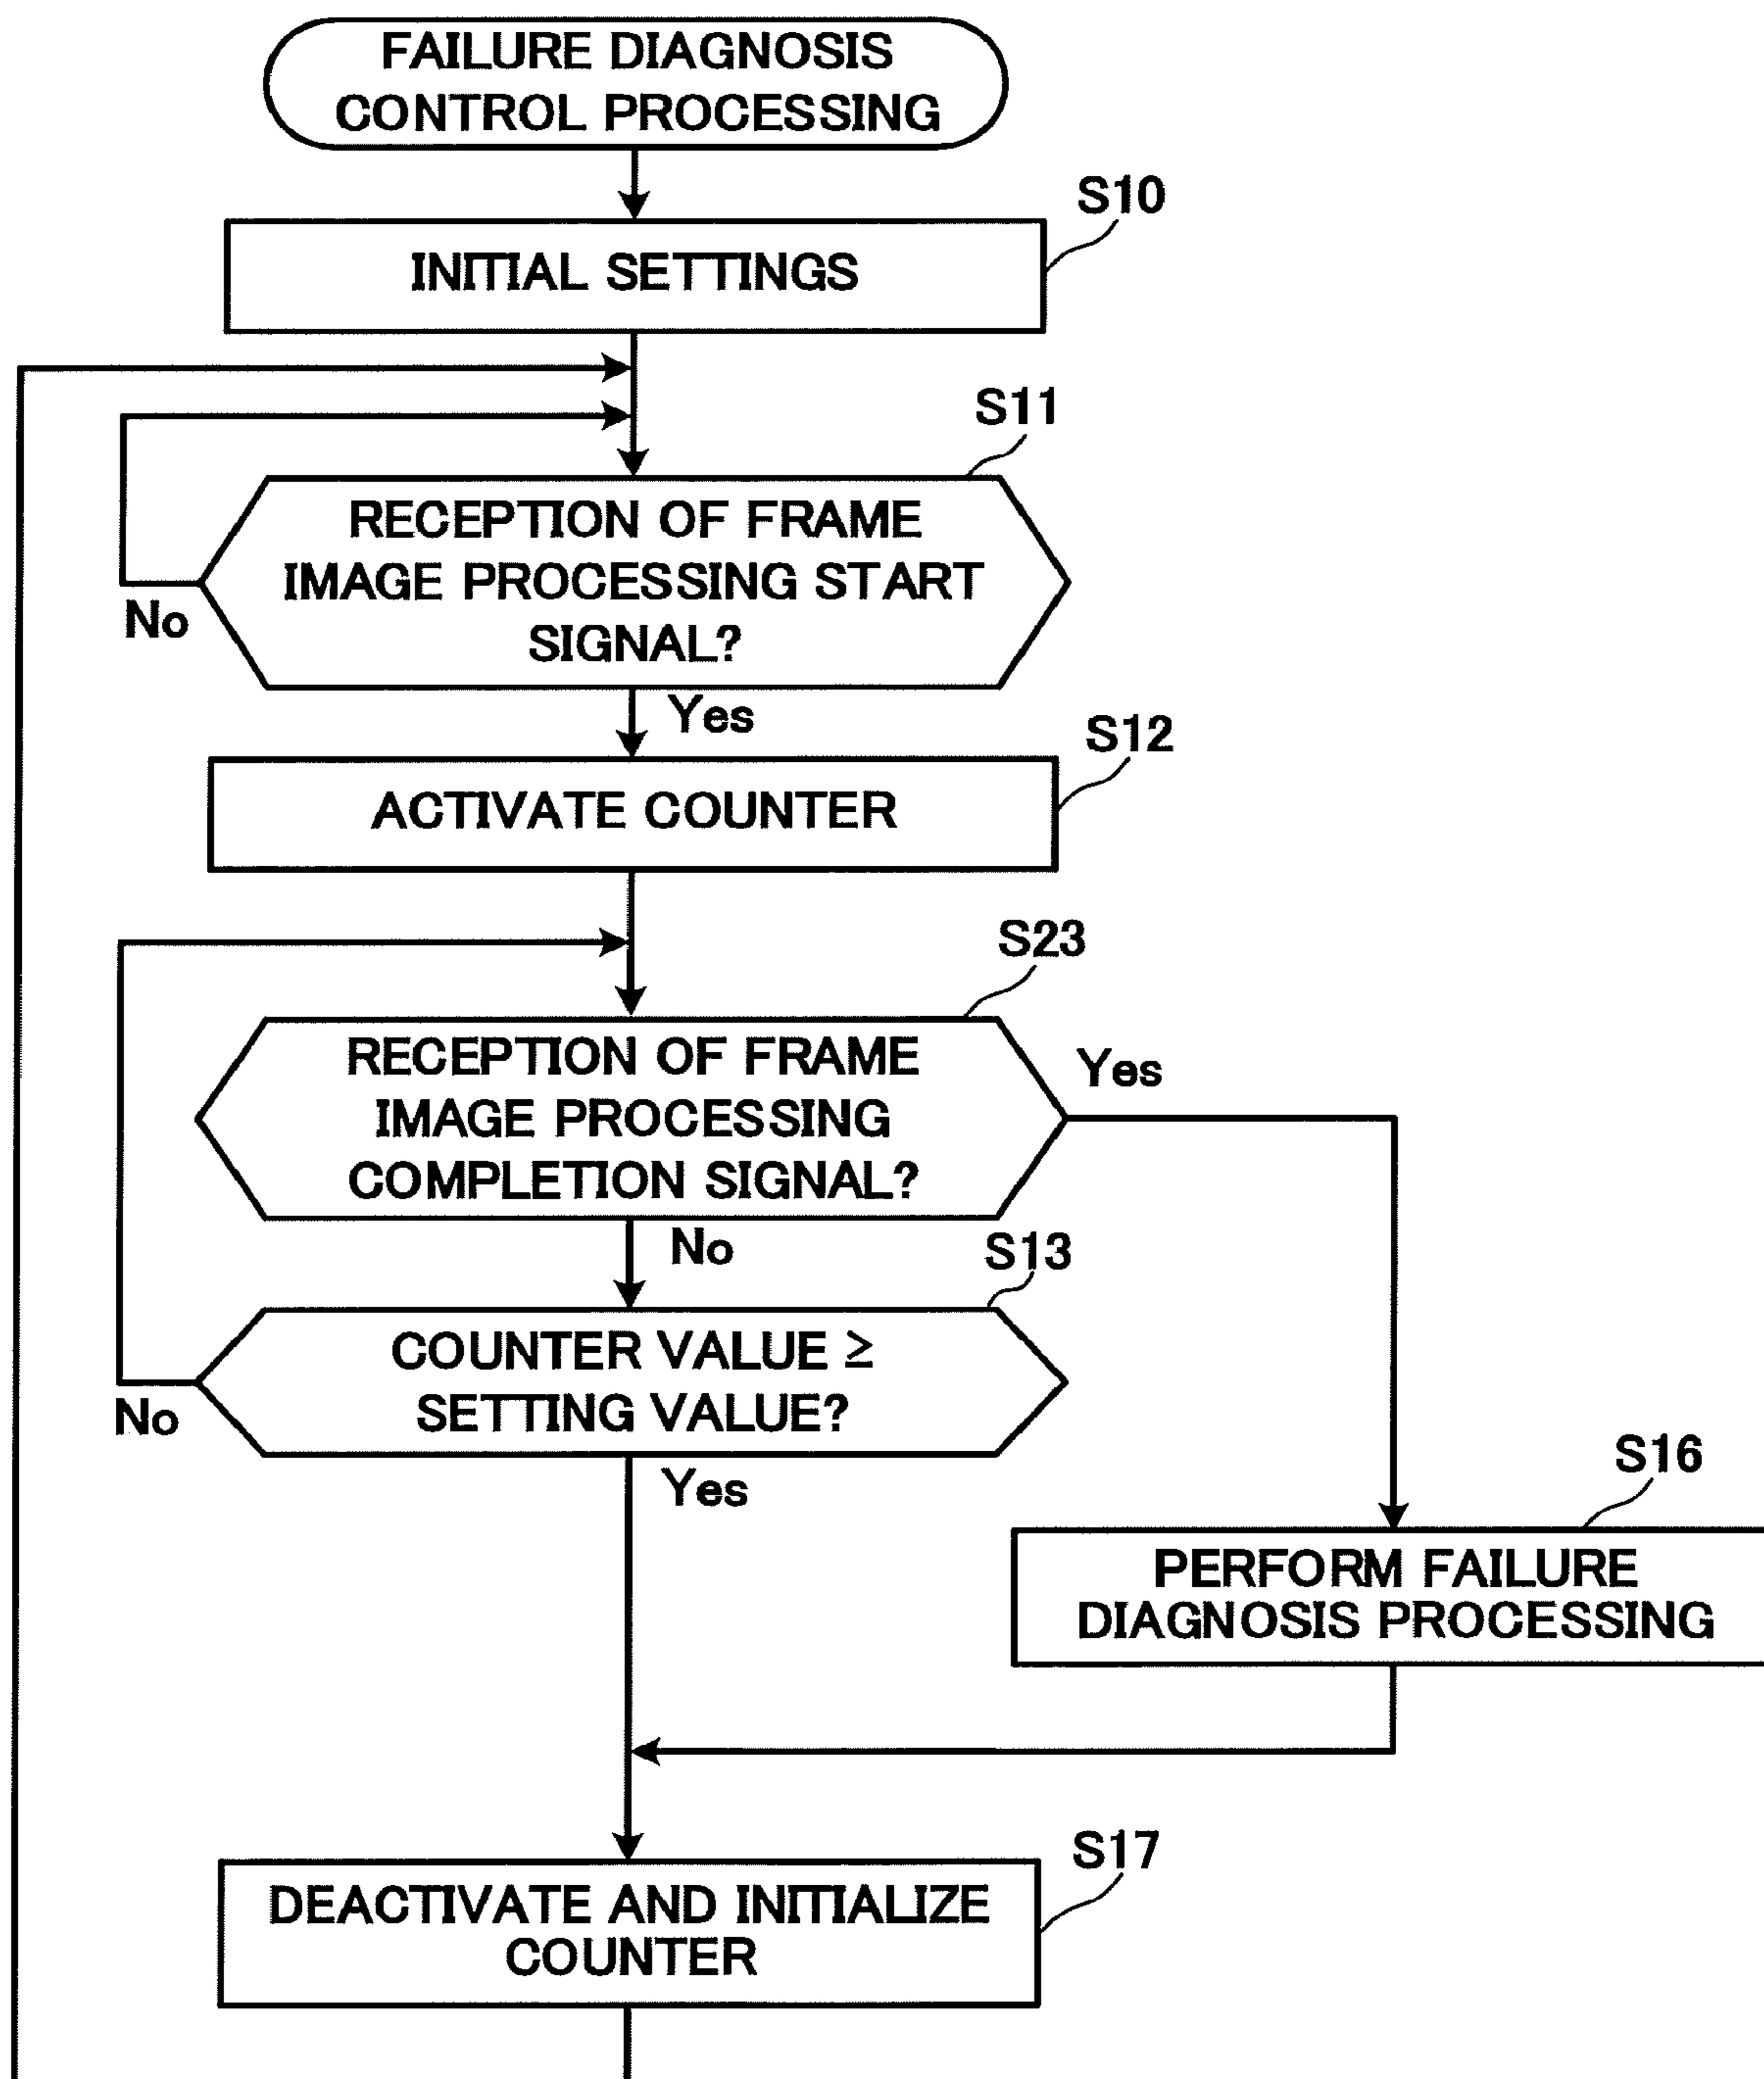 FAILURE DIAGNOSIS
CONTROL PROCESSING
S10
INITIAL SETTINGS
S11
RECEPTION OF FRAME
IMAGE PROCESSING START
SIGNAL?
No
Yes
S12
ACTIVATE COUNTER
S23
RECEPTION OF FRAME
IMAGE PROCESSING
COMPLETION SIGNAL?
Yes
No
S13
COUNTER VALUE ≥
SETTING VALUE?
No
Yes
S16
PERFORM FAILURE
DIAGNOSIS PROCESSING
S17
DEACTIVATE AND INITIALIZE
COUNTER